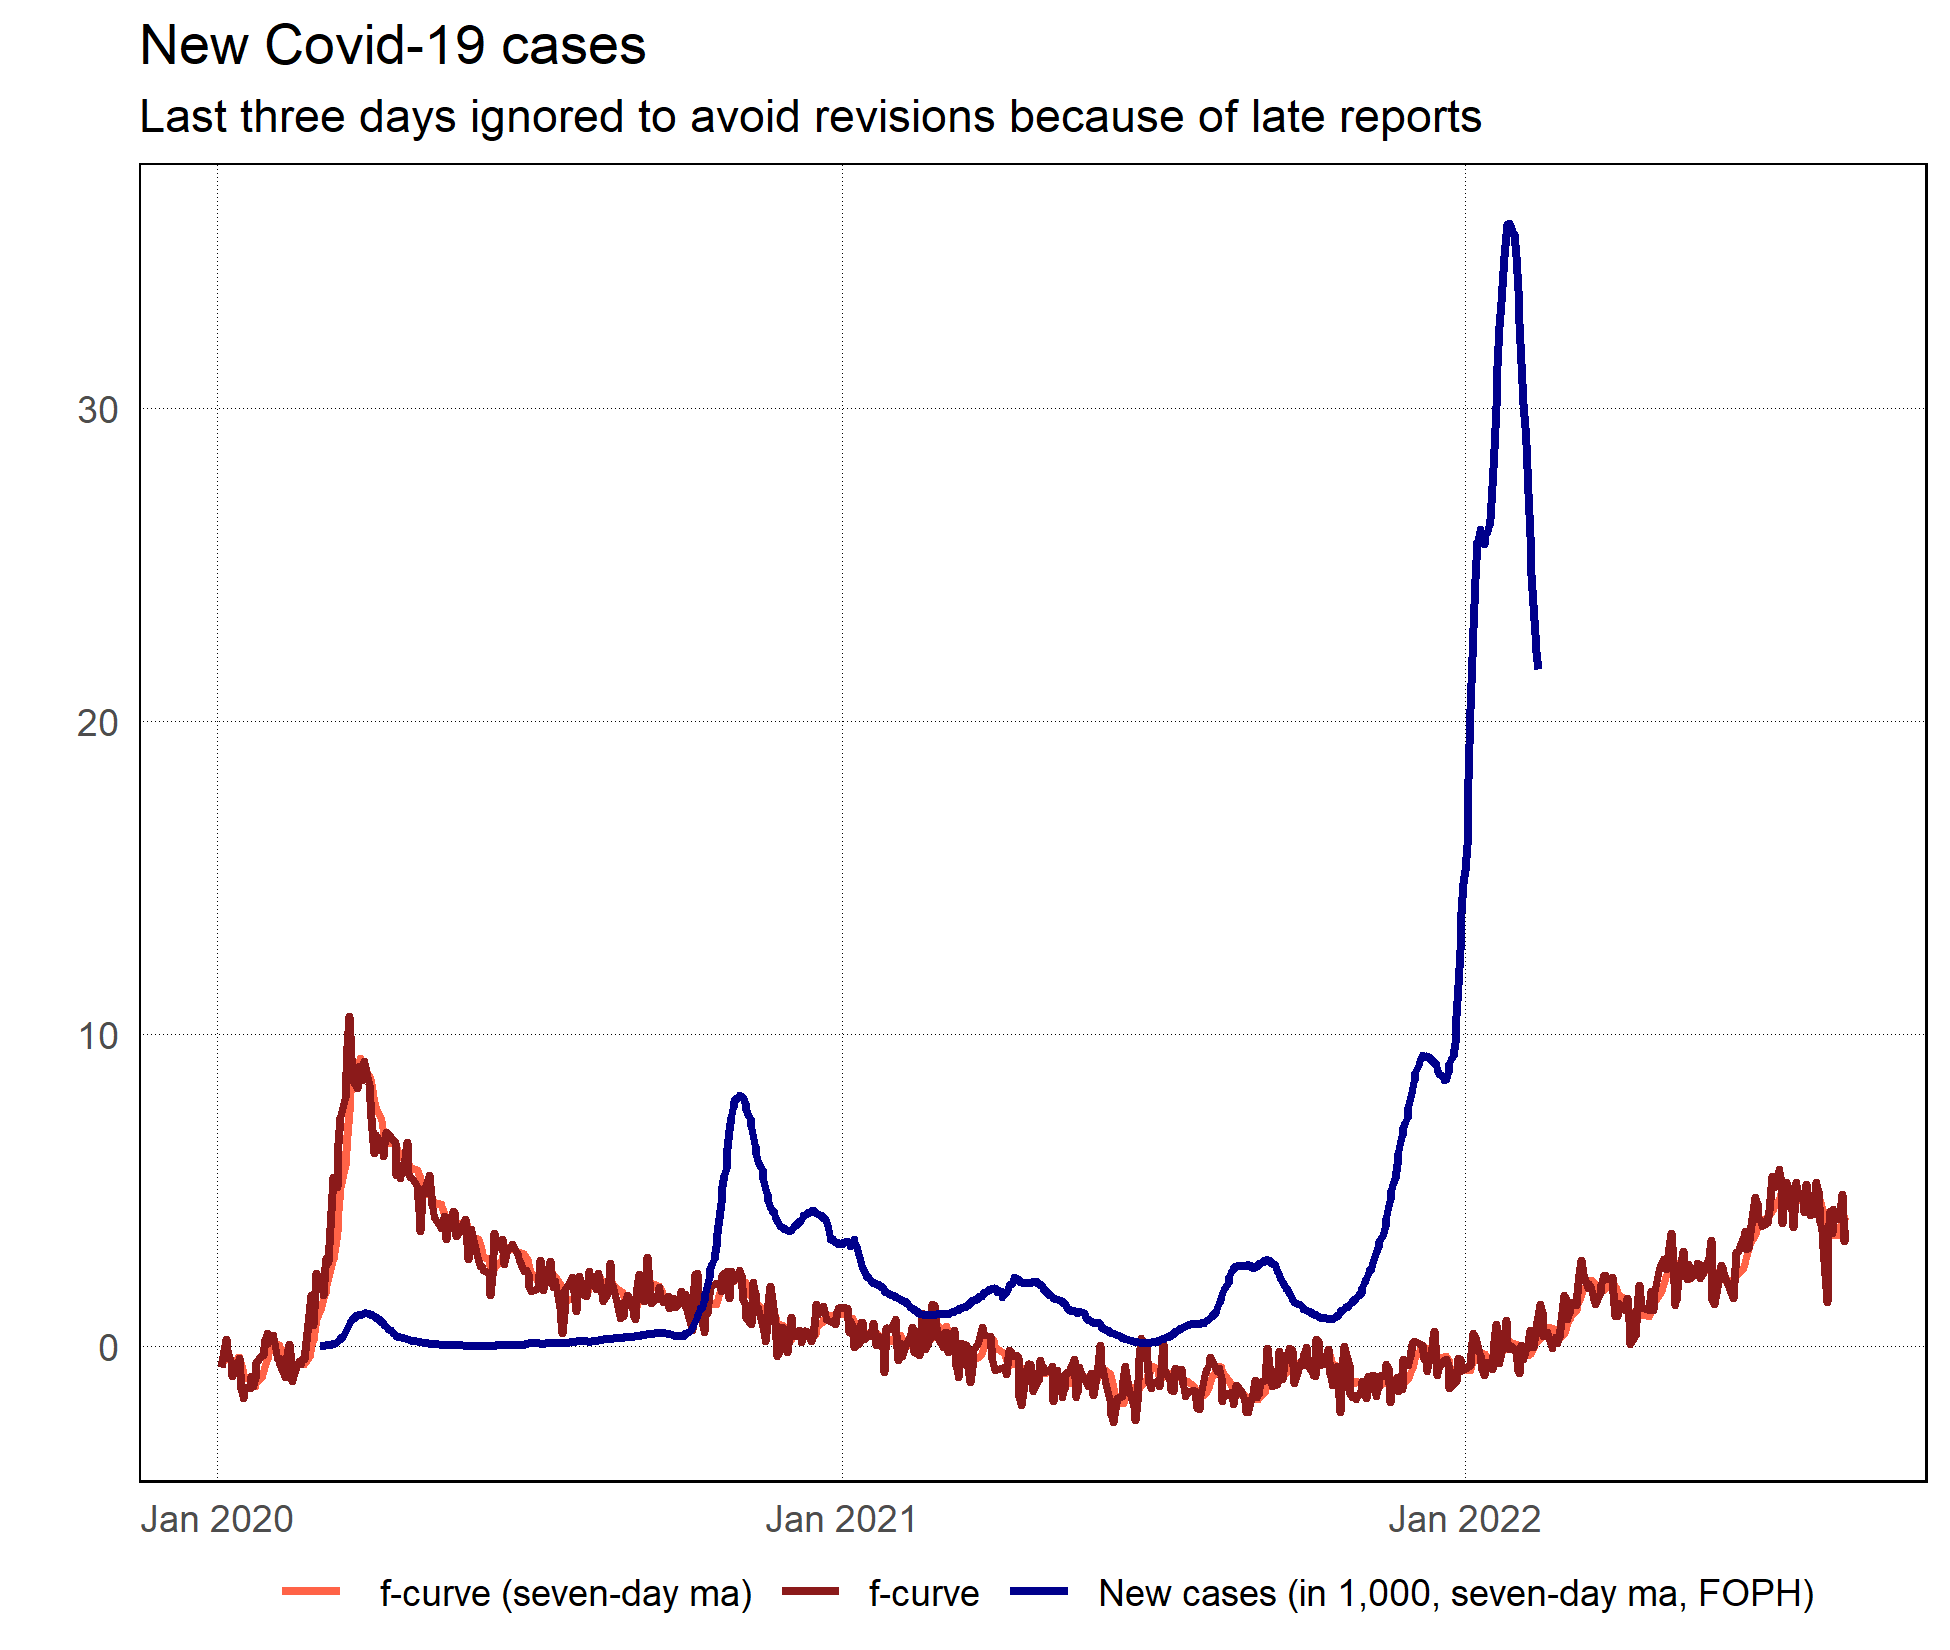 New Covid-19 cases
Last three days ignored to avoid revisions because of late reports
30
20
10
0
Jan 2020 Jan 2021 Jan 2022
f-curve (seven-day ma) f-curve New cases (in 1,000, seven-day ma, FOPH)